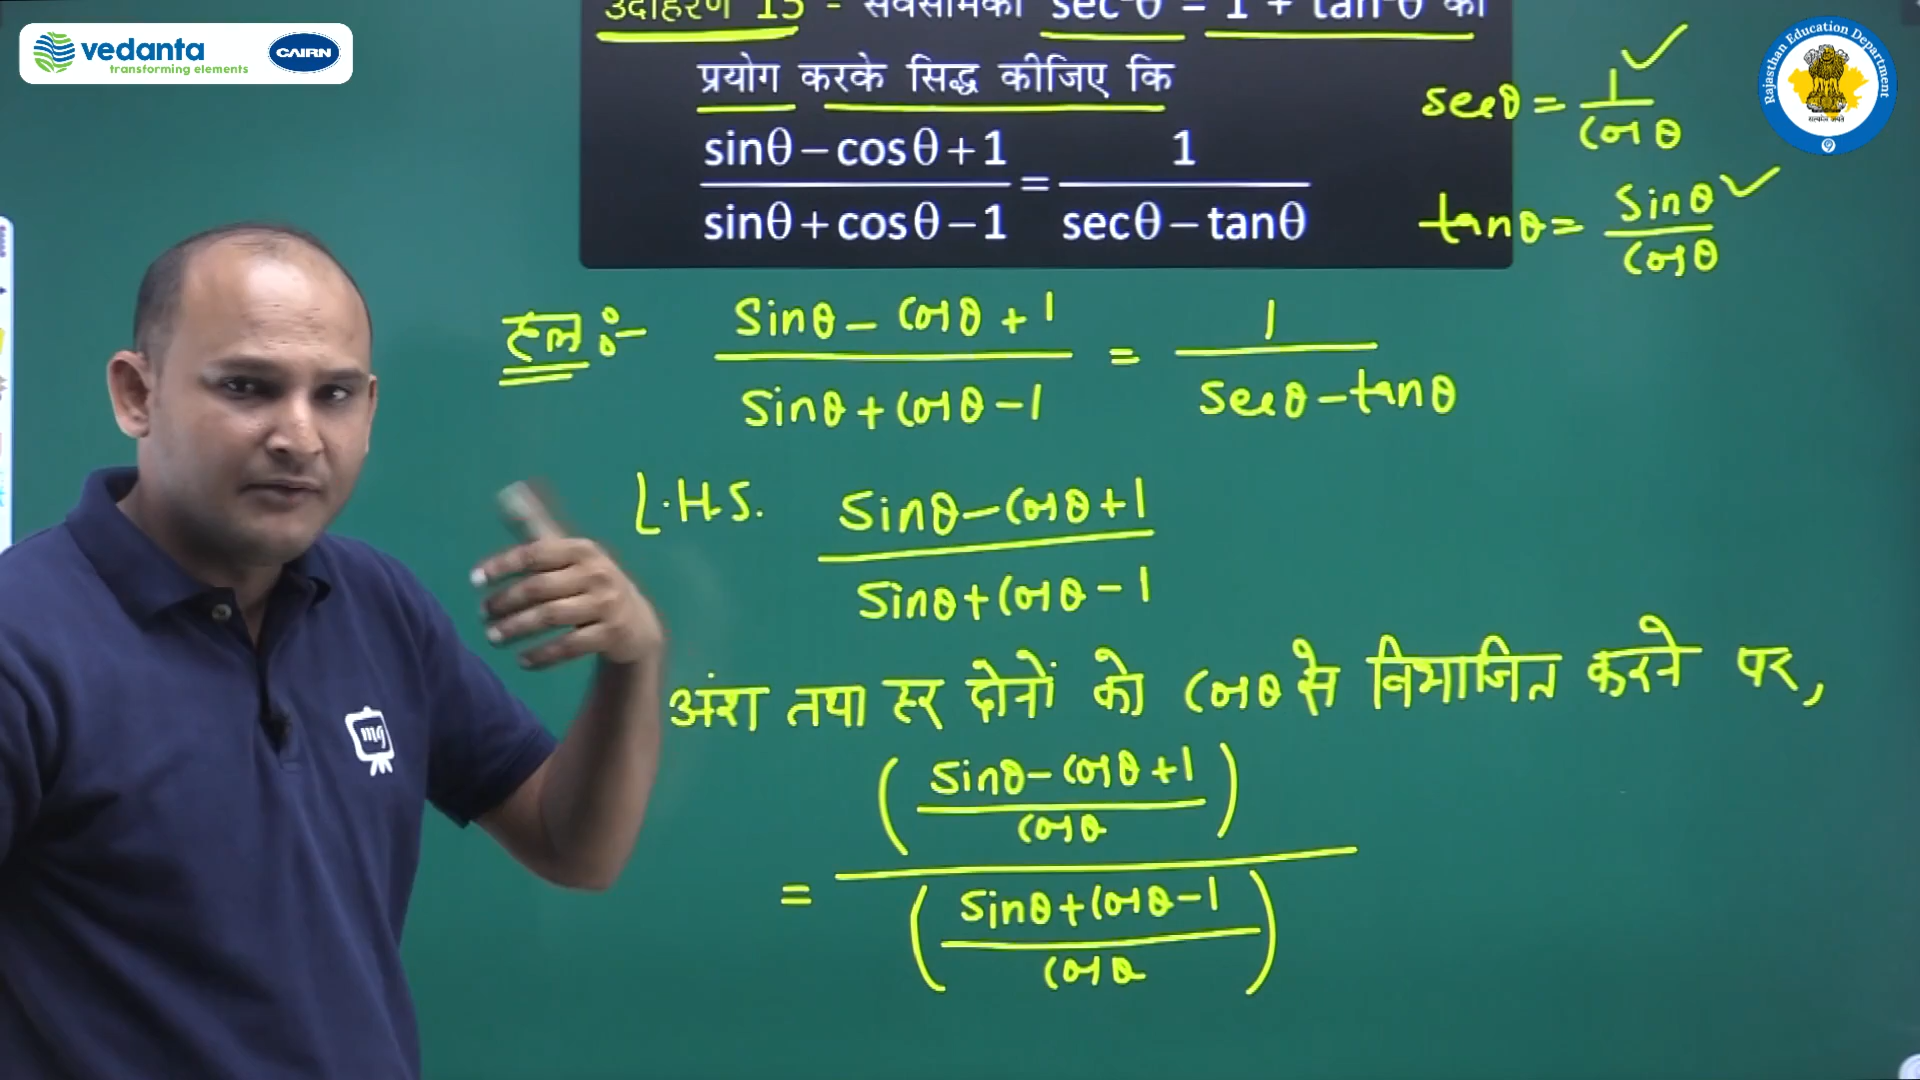 vedanta
transforming elements
CAIRN
उदाहरण 15 - सर्वसमिका sec²θ = 1 + tan²θ का
प्रयोग करके सिद्ध कीजिए कि
sinθ – cosθ + 1 / sinθ + cosθ – 1 = 1 / secθ – tanθ
secθ = 1 / cosθ ✓
tanθ = sinθ / cosθ ✓
Rajasthan Education Department
हल :- sinθ – cosθ + 1 / sinθ + cosθ – 1 = 1 / secθ – tanθ
L.H.S. sinθ – cosθ + 1 / sinθ + cosθ – 1
अंश तथा हर दोनों को cosθ से विभाजित करने पर,
= (sinθ – cosθ + 1 / cosθ) / (sinθ + cosθ – 1 / cosθ)
mg